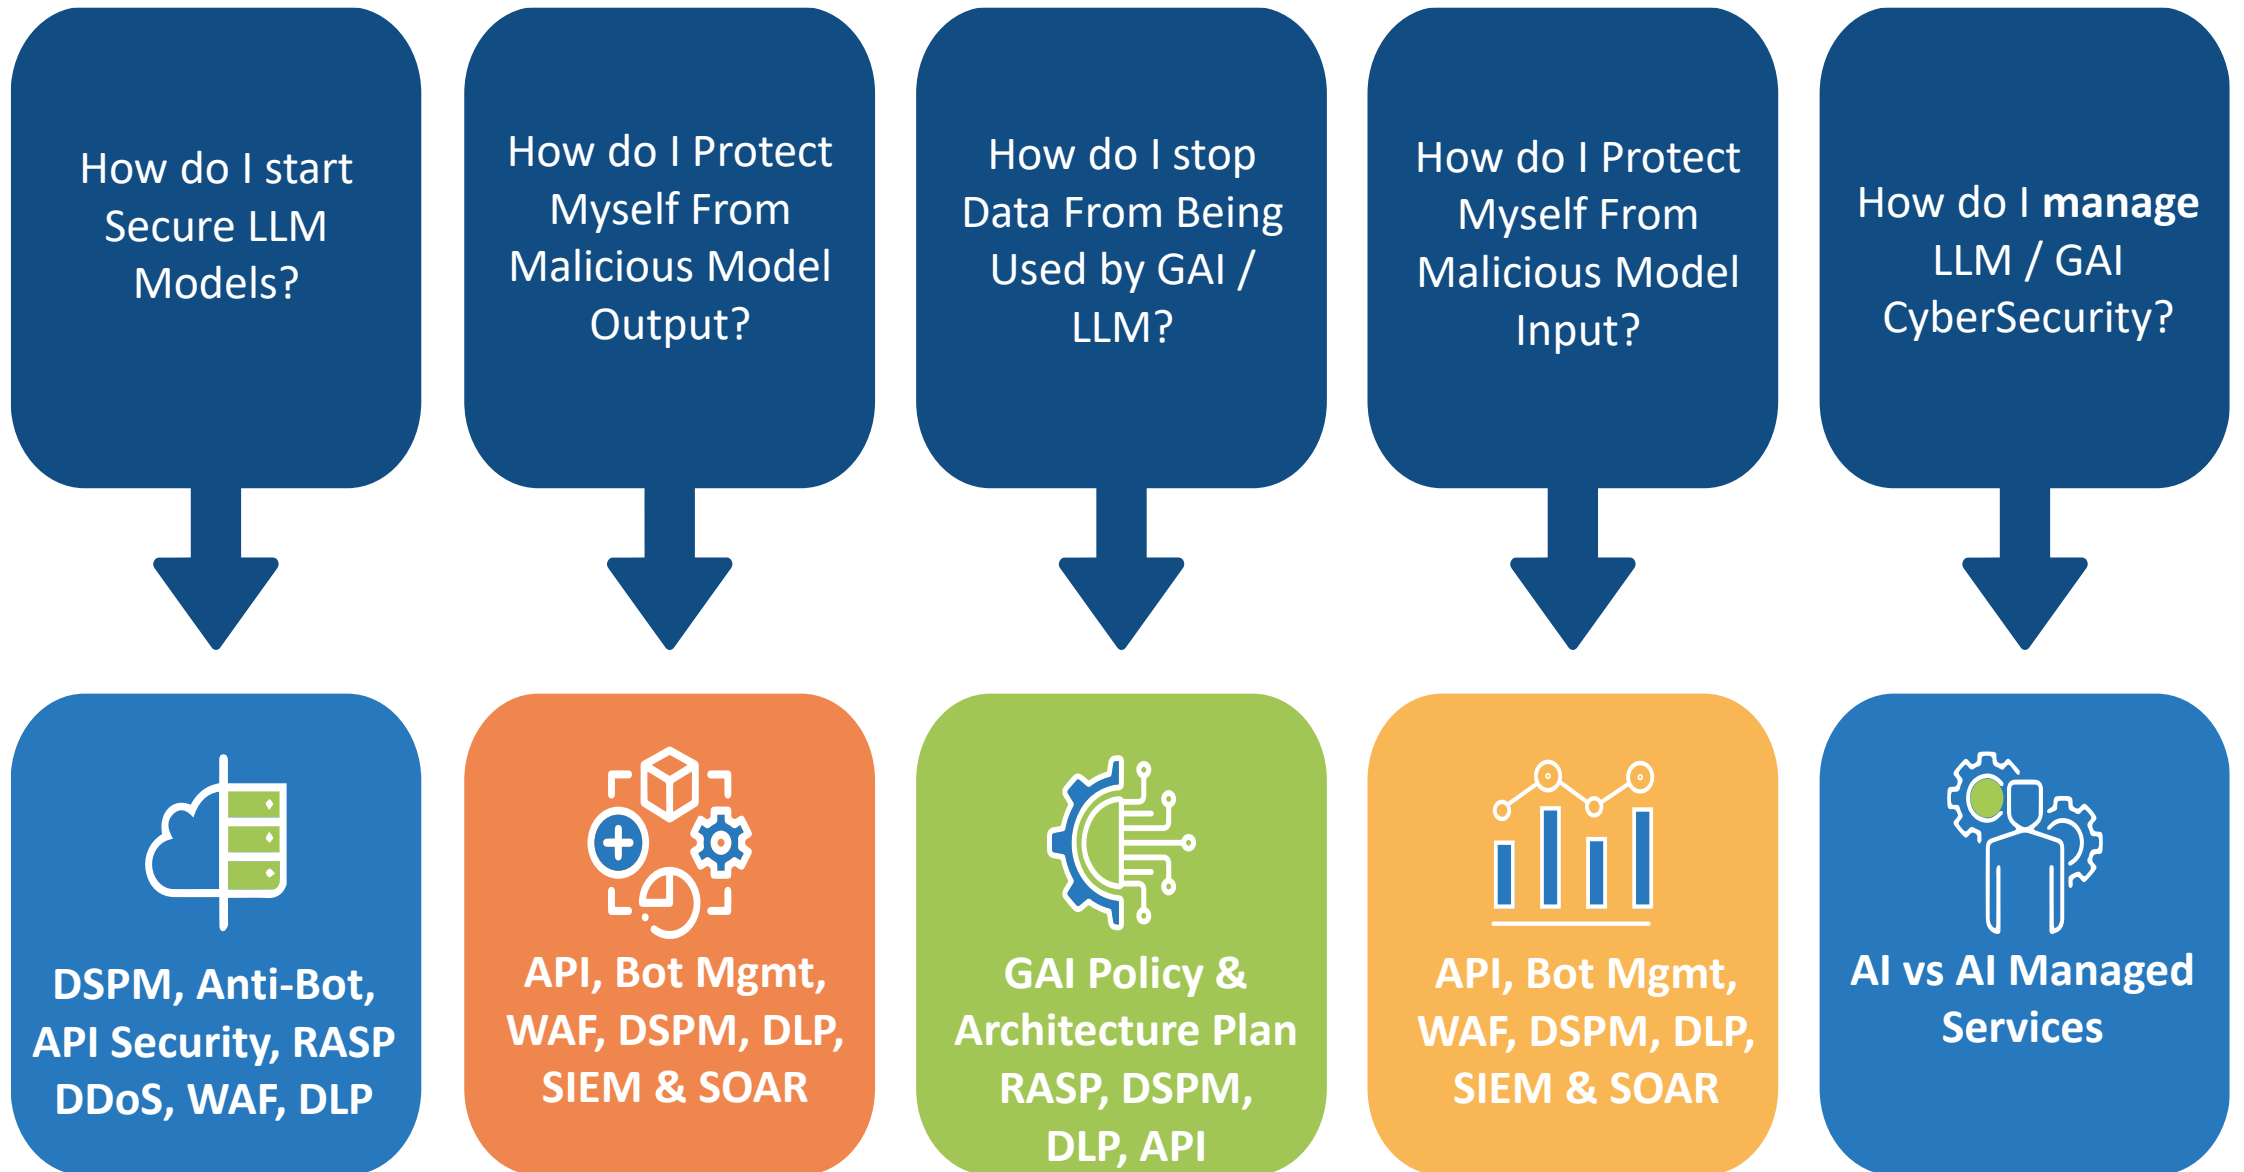 How do I start
Secure LLM
Models?
How do I Protect
Myself From
Malicious Model
Output?
How do I stop
Data From Being
Used by GAI /
LLM?
How do I Protect
Myself From
Malicious Model
Input?
How do I manage
LLM / GAI
CyberSecurity?
DSPM, Anti-Bot,
API Security, RASP
DDoS, WAF, DLP
API, Bot Mgmt,
WAF, DSPM, DLP,
SIEM & SOAR
GAI Policy &
Architecture Plan
RASP, DSPM,
DLP, API
API, Bot Mgmt,
WAF, DSPM, DLP,
SIEM & SOAR
AI vs AI Managed
Services